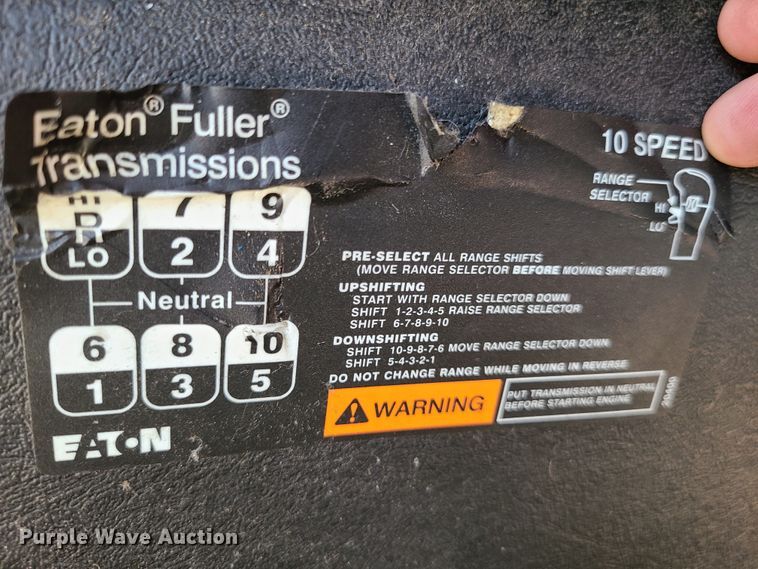 Eaton® Fuller®
Transmissions
10 SPEED
RANGE
SELECTOR
HI
LO
HI 7 9
R 2 4
LO
Neutral
6 8 10
1 3 5
PRE-SELECT ALL RANGE SHIFTS
(MOVE RANGE SELECTOR BEFORE MOVING SHIFT LEVER)
UPSHIFTING
START WITH RANGE SELECTOR DOWN
SHIFT 1-2-3-4-5 RAISE RANGE SELECTOR
SHIFT 6-7-8-9-10
DOWNSHIFTING
SHIFT 10-9-8-7-6 MOVE RANGE SELECTOR DOWN
SHIFT 5-4-3-2-1
DO NOT CHANGE RANGE WHILE MOVING IN REVERSE
WARNING
PUT TRANSMISSION IN NEUTRAL
BEFORE STARTING ENGINE
EATON
Purple Wave Auction